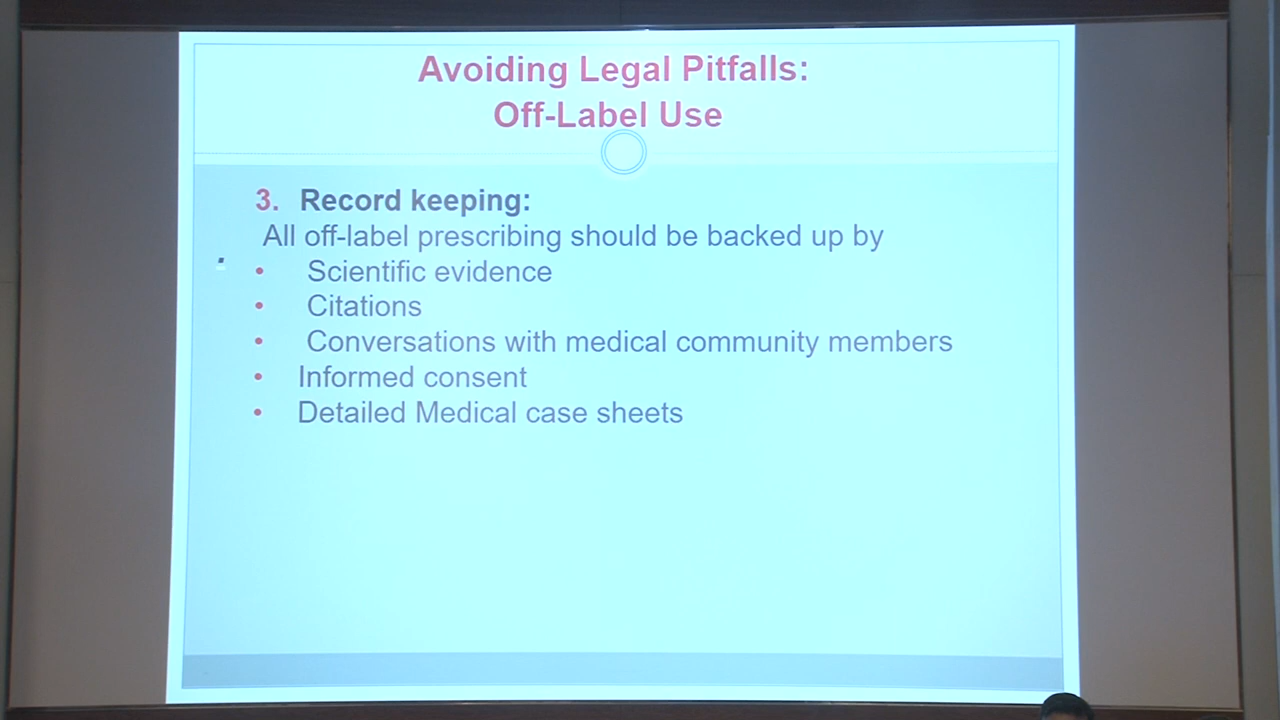 Avoiding Legal Pitfalls:
Off-Label Use
3. Record keeping:
All off-label prescribing should be backed up by
• Scientific evidence
• Citations
• Conversations with medical community members
• Informed consent
• Detailed Medical case sheets